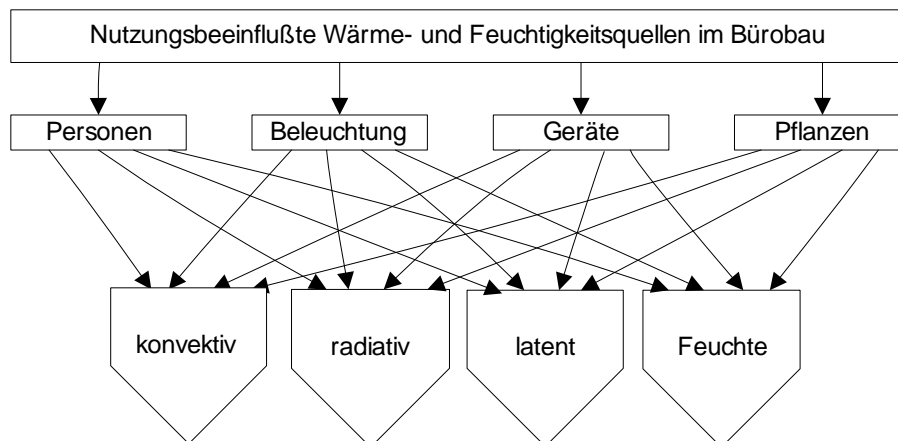 Nutzungsbeeinflußte Wärme- und Feuchtigkeitsquellen im Bürobau
Personen
Beleuchtung
Geräte
Pflanzen
konvektiv
radiativ
latent
Feuchte